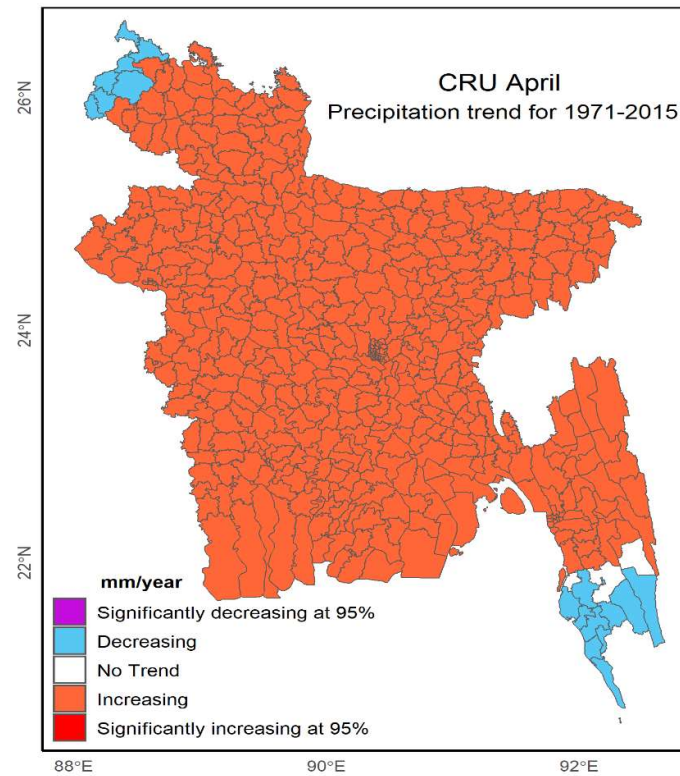 CRU April
Precipitation trend for 1971-2015
26°N
24°N
22°N
mm/year
Significantly decreasing at 95%
Decreasing
No Trend
Increasing
Significantly increasing at 95%
88°E
90°E
92°E